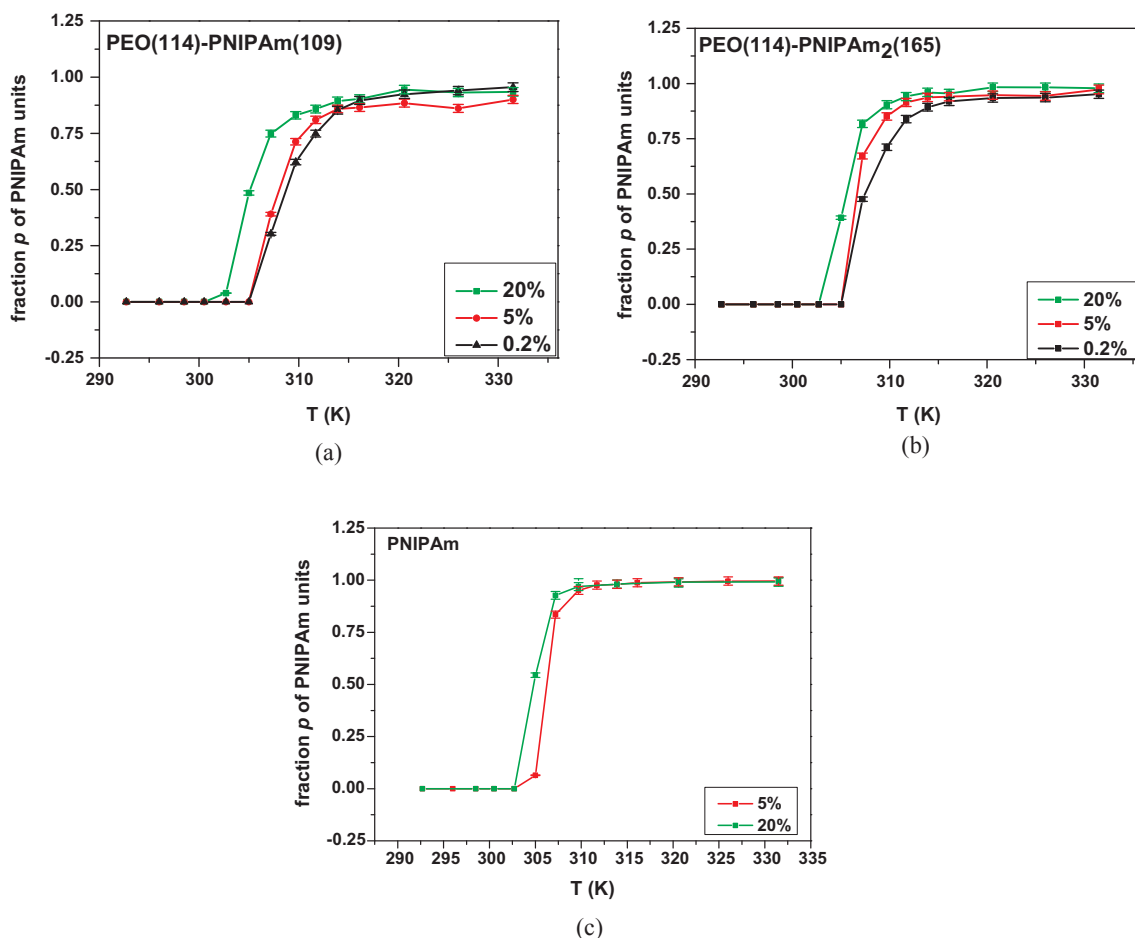 PEO(114)-PNIPAm(109)
fraction p of PNIPAm units
1.25
1.00
0.75
0.50
0.25
0.00
-0.25
20%
5%
0.2%
290 300 310 320 330
T (K)
(a)
PEO(114)-PNIPAm₂(165)
fraction p of PNIPAm units
1.25
1.00
0.75
0.50
0.25
0.00
-0.25
20%
5%
0.2%
290 300 310 320 330
T (K)
(b)
PNIPAm
fraction p of PNIPAm units
1.25
1.00
0.75
0.50
0.25
0.00
-0.25
5%
20%
290 295 300 305 310 315 320 325 330 335
T (K)
(c)